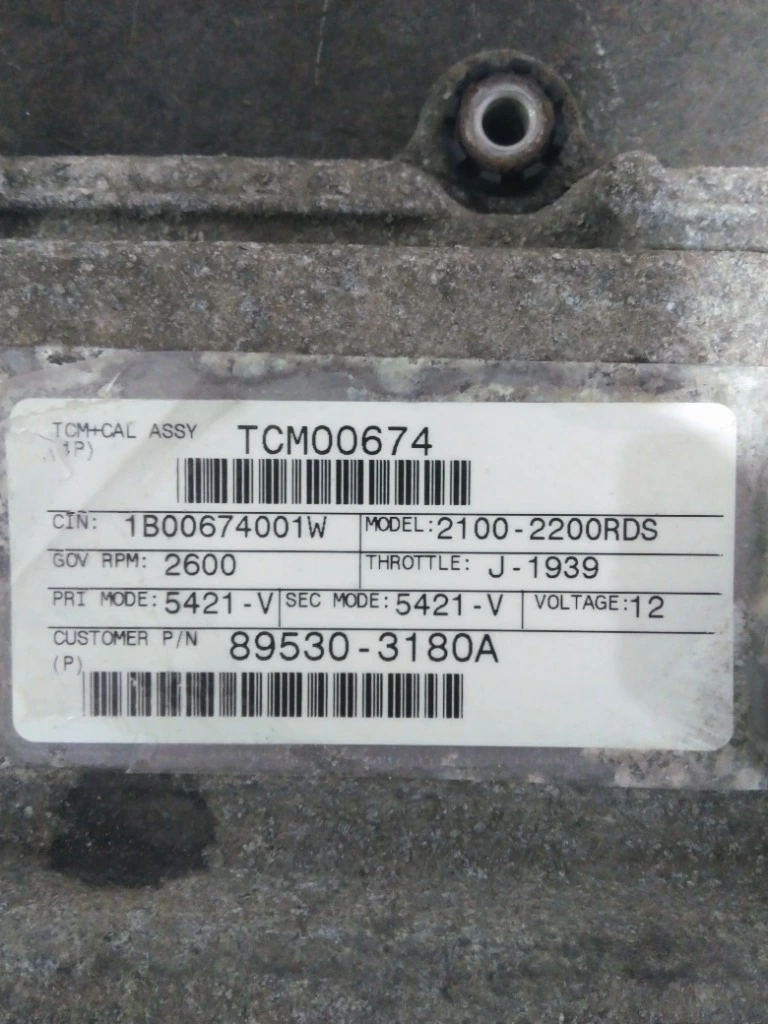 TCM+CAL ASSY TCM00674
(1P)
CIN: 1B00674001W MODEL: 2100-2200RDS
GOV RPM: 2600 THROTTLE: J-1939
PRI MODE: 5421-V SEC MODE: 5421-V VOLTAGE: 12
CUSTOMER P/N 89530-3180A
(P)